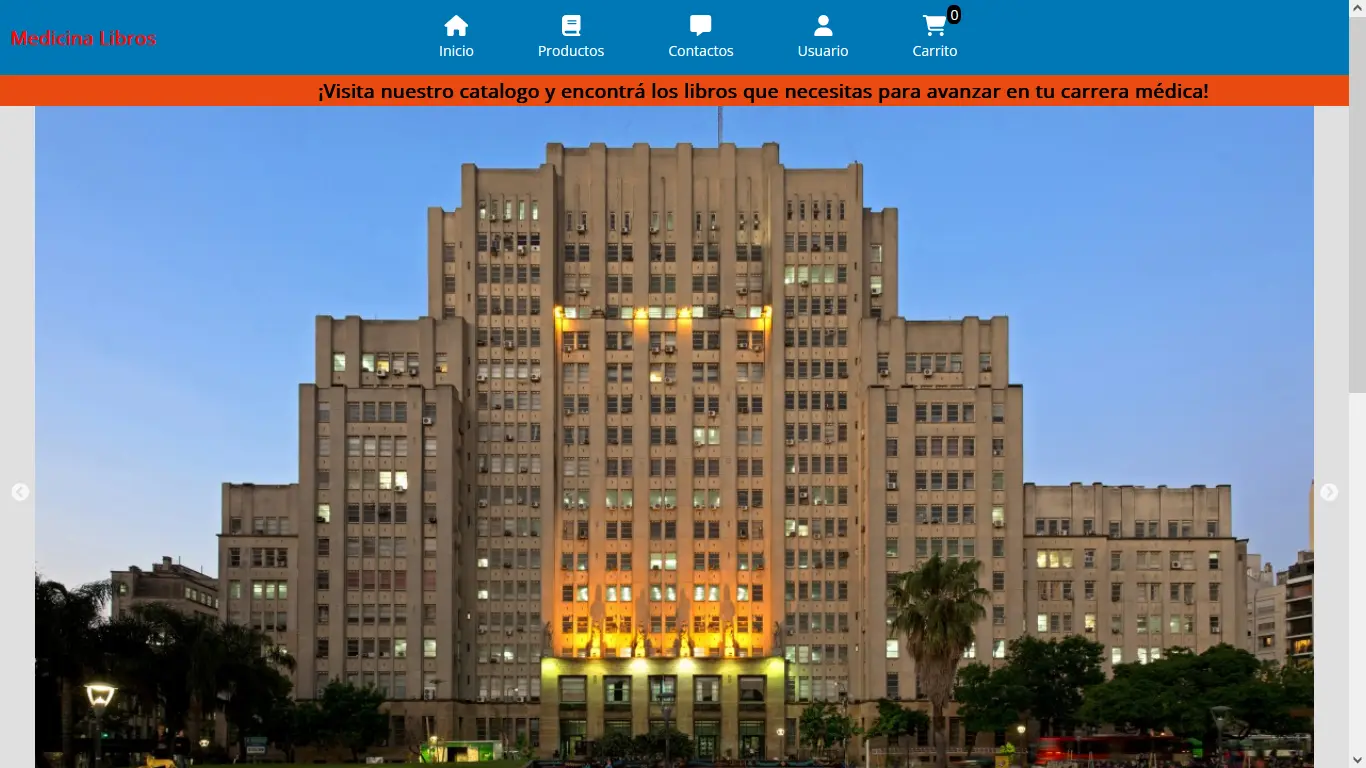 Medicina Libros
Inicio
Productos
Contactos
Usuario
Carrito
0
¡Visita nuestro catalogo y encontrá los libros que necesitas para avanzar en tu carrera médica!